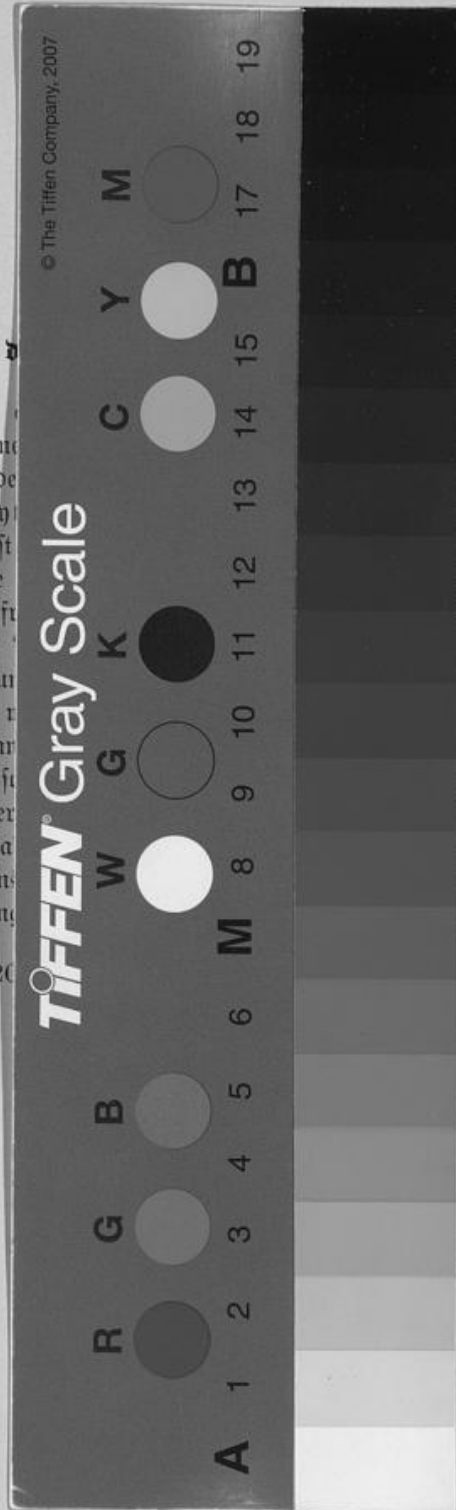 © The Tiffen Company, 2007
TIFFEN® Gray Scale
R G B W G K C Y M
A 1 2 3 4 5 6 M 8 9 10 11 12 13 14 15 B 17 18 19